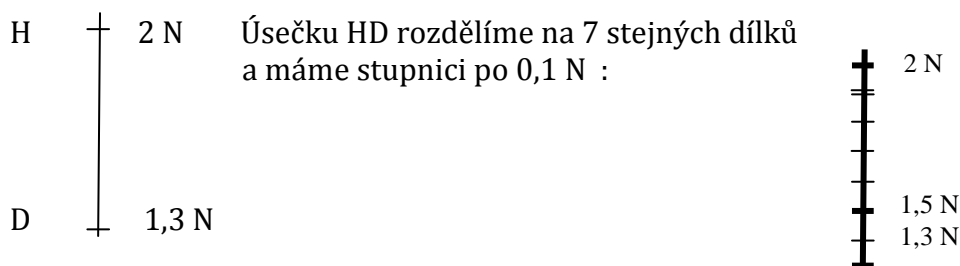 H 2 N Úsečku HD rozdělíme na 7 stejných dílků
a máme stupnici po 0,1 N :
2 N
1,5 N
D 1,3 N
1,3 N